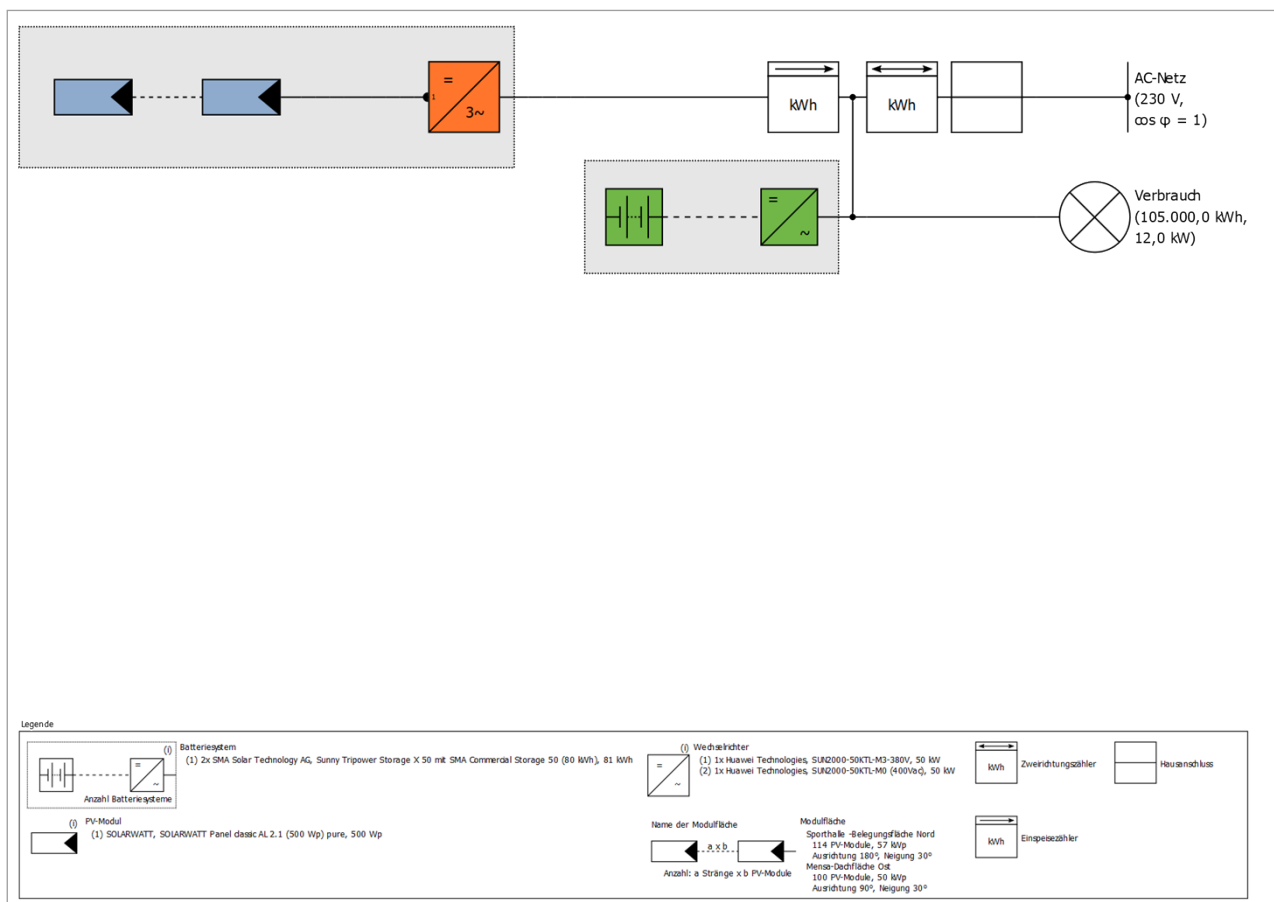 =
1
3~
kWh
kWh
AC-Netz
(230 V,
cos φ = 1)
=
~
Verbrauch
(105.000,0 kWh,
12,0 kW)
Legende
(i)
Batteriesystem
(1) 2x SMA Solar Technology AG, Sunny Tripower Storage X 50 mit SMA Commercial Storage 50 (80 kWh), 81 kWh
=
~
Anzahl Batteriesysteme
(i)
PV-Modul
(1) SOLARWATT, SOLARWATT Panel classic AL 2.1 (500 Wp) pure, 500 Wp
(i)
Wechselrichter
(1) 1x Huawei Technologies, SUN2000-50KTL-M3-380V, 50 kW
(2) 1x Huawei Technologies, SUN2000-50KTL-M0 (400Vac), 50 kW
=
~
Name der Modulfläche
a x b
Anzahl: a Stränge x b PV-Module
Modulfläche
Sporthalle -Belegungsfläche Nord
114 PV-Module, 57 kWp
Ausrichtung 180°, Neigung 30°
Mensa-Dachfläche Ost
100 PV-Module, 50 kWp
Ausrichtung 90°, Neigung 30°
kWh
Zweirichtungszähler
Hausanschluss
kWh
Einspeisezähler